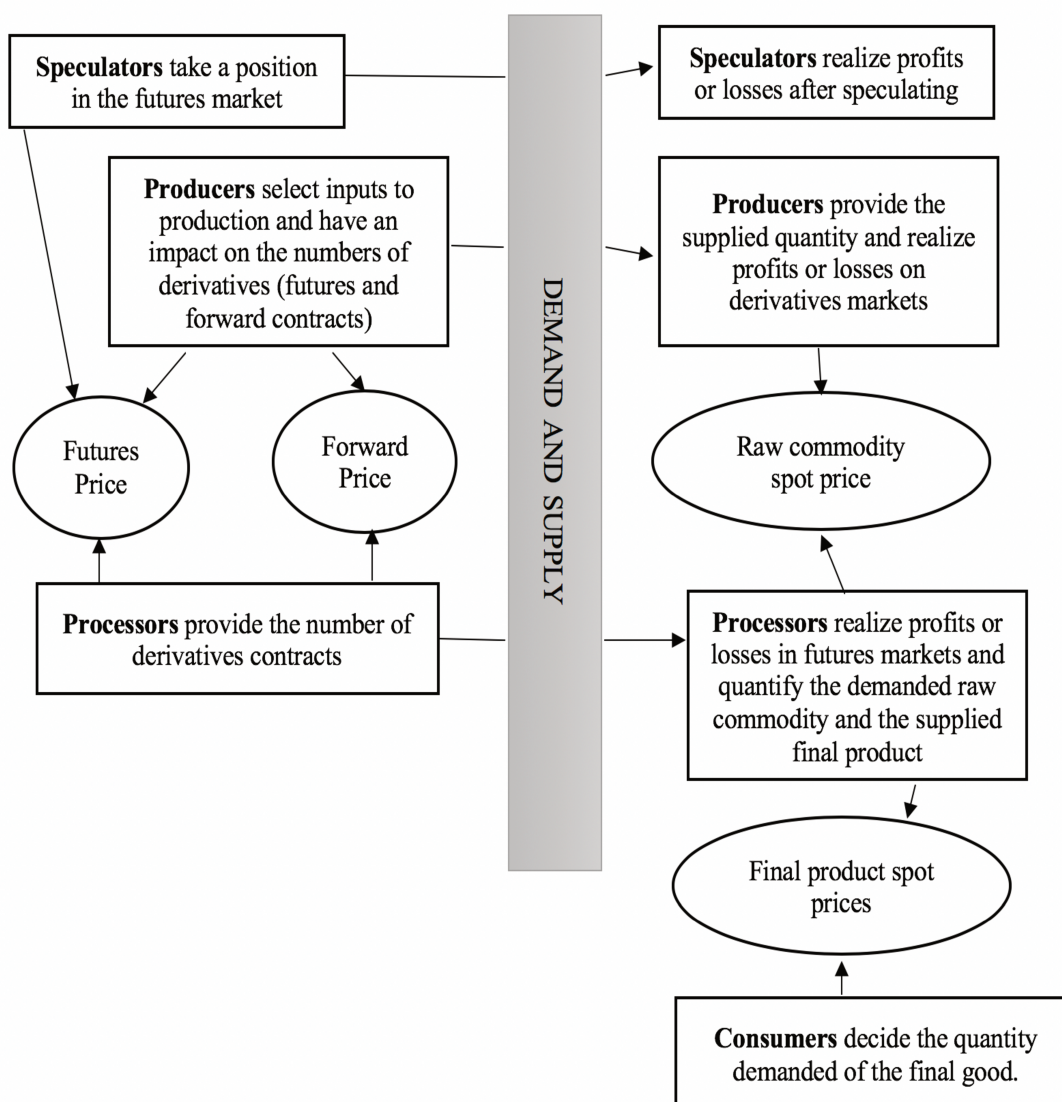 Speculators take a position
in the futures market
Speculators realize profits
or losses after speculating
Producers select inputs to
production and have an
impact on the numbers of
derivatives (futures and
forward contracts)
Producers provide the
supplied quantity and realize
profits or losses on
derivatives markets
DEMAND AND SUPPLY
Futures
Price
Forward
Price
Raw commodity
spot price
Processors provide the number of
derivatives contracts
Processors realize profits or
losses in futures markets and
quantify the demanded raw
commodity and the supplied
final product
Final product spot
prices
Consumers decide the quantity
demanded of the final good.